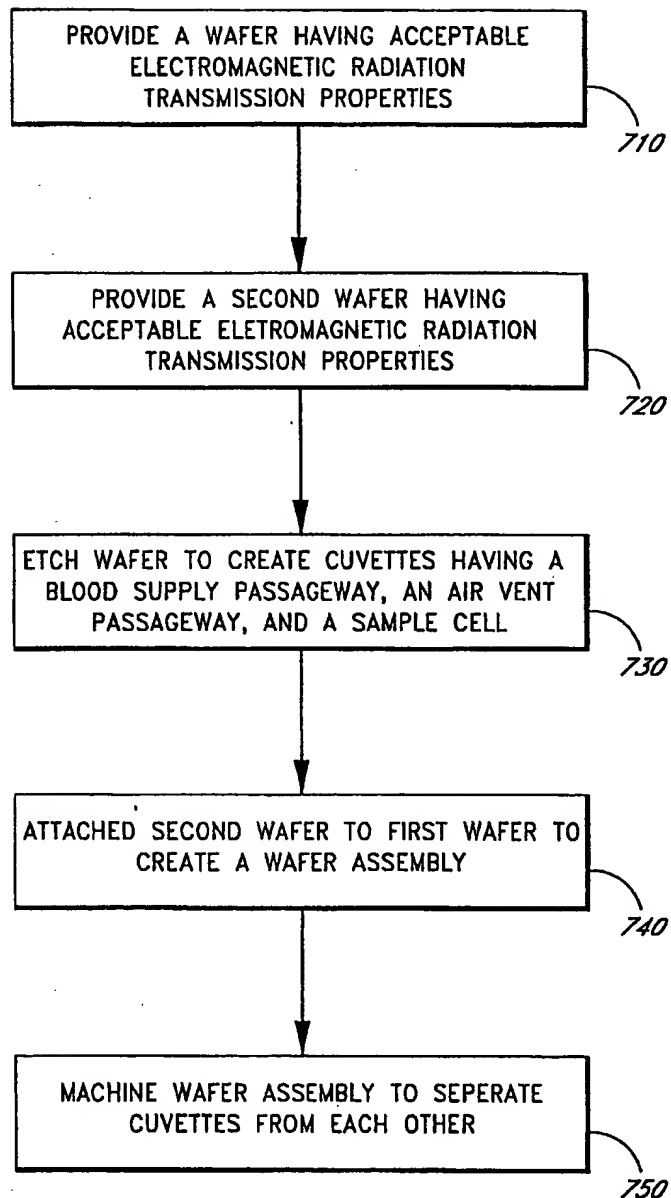 PROVIDE A WAFER HAVING ACCEPTABLE
ELECTROMAGNETIC RADIATION
TRANSMISSION PROPERTIES
710
PROVIDE A SECOND WAFER HAVING
ACCEPTABLE ELETROMAGNETIC RADIATION
TRANSMISSION PROPERTIES
720
ETCH WAFER TO CREATE CUVETTES HAVING A
BLOOD SUPPLY PASSAGEWAY, AN AIR VENT
PASSAGEWAY, AND A SAMPLE CELL
730
ATTACHED SECOND WAFER TO FIRST WAFER TO
CREATE A WAFER ASSEMBLY
740
MACHINE WAFER ASSEMBLY TO SEPERATE
CUVETTES FROM EACH OTHER
750